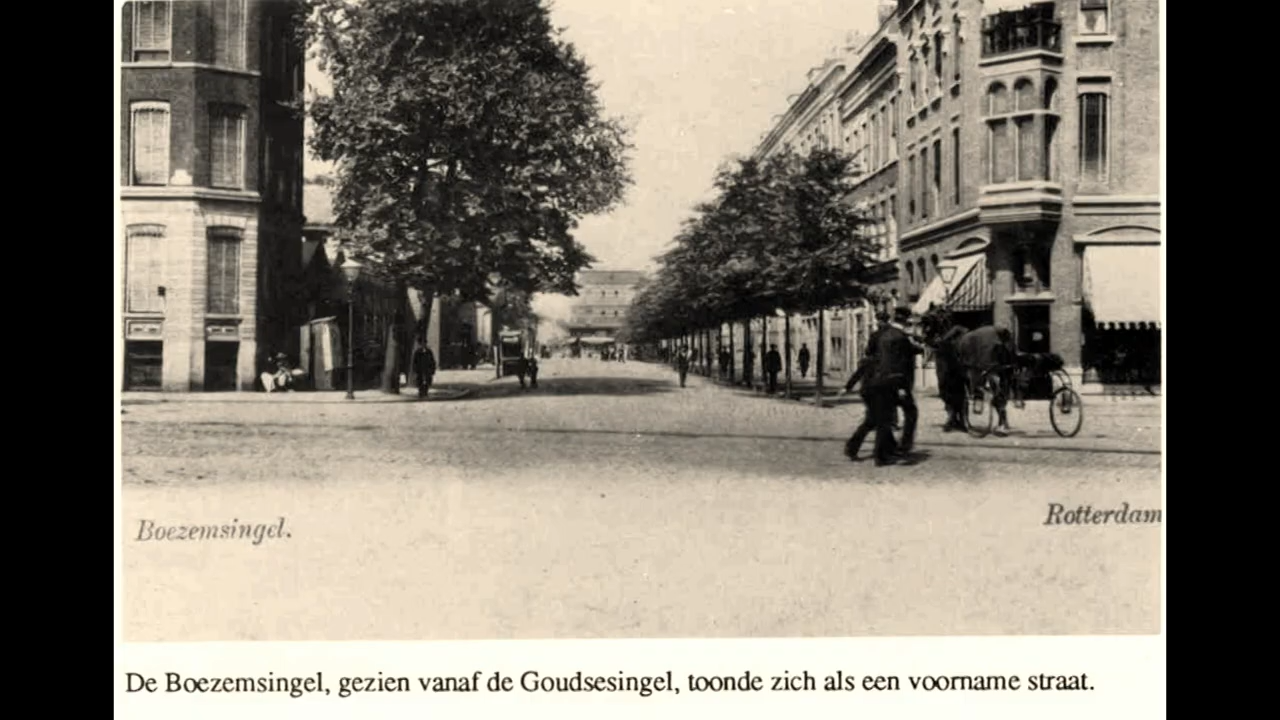 Boezemsingel.
Rotterdam
De Boezemsingel, gezien vanaf de Goudsesingel, toonde zich als een voorname straat.